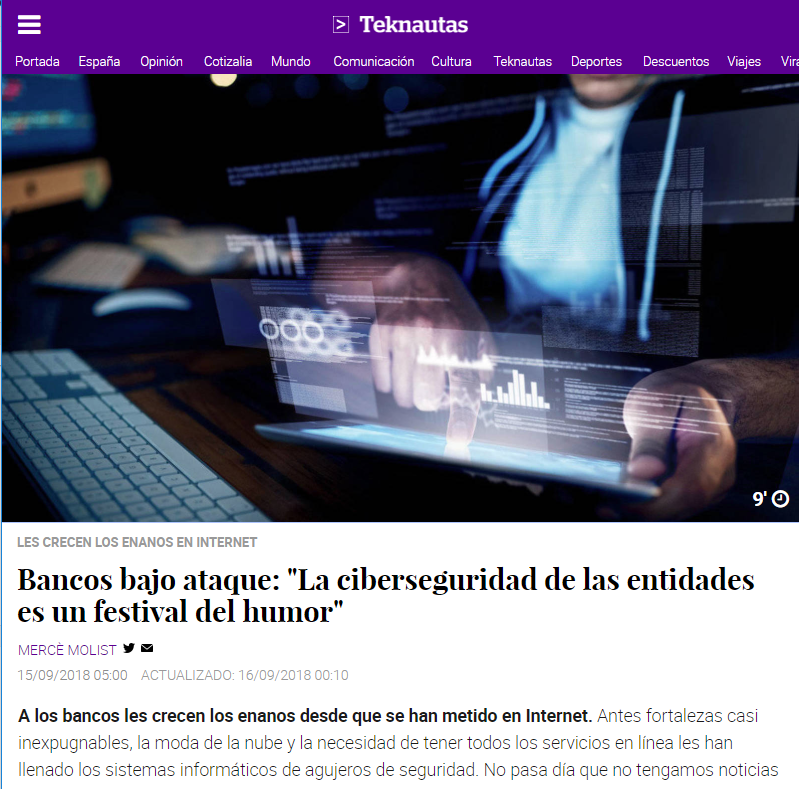 Teknautas
Portada España Opinión Cotizalia Mundo Comunicación Cultura Teknautas Deportes Descuentos Viajes
9'
LES CRECEN LOS ENANOS EN INTERNET
Bancos bajo ataque: "La ciberseguridad de las entidades
es un festival del humor"
MERCÈ MOLIST
15/09/2018 05:00 ACTUALIZADO: 16/09/2018 00:10
A los bancos les crecen los enanos desde que se han metido en Internet. Antes fortalezas casi
inexpugnables, la moda de la nube y la necesidad de tener todos los servicios en línea les han
llenado los sistemas informáticos de agujeros de seguridad. No pasa día que no tengamos noticias